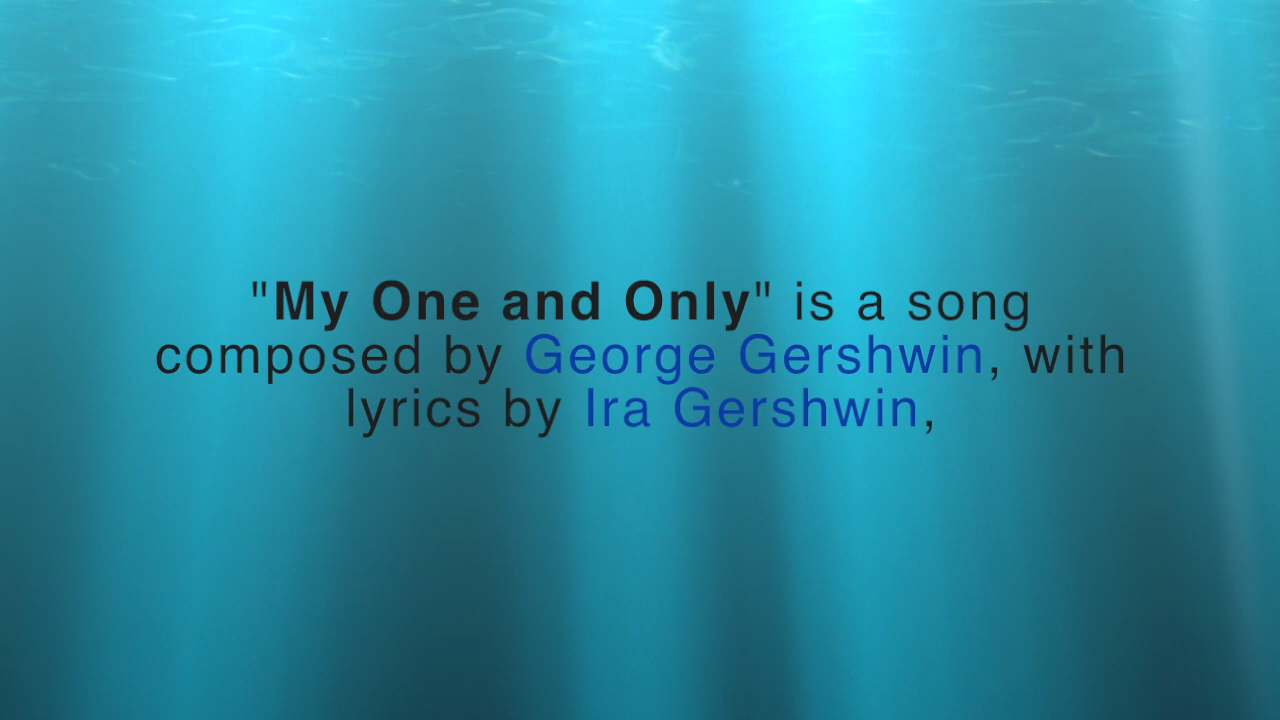 "My One and Only" is a song
composed by George Gershwin, with
lyrics by Ira Gershwin,